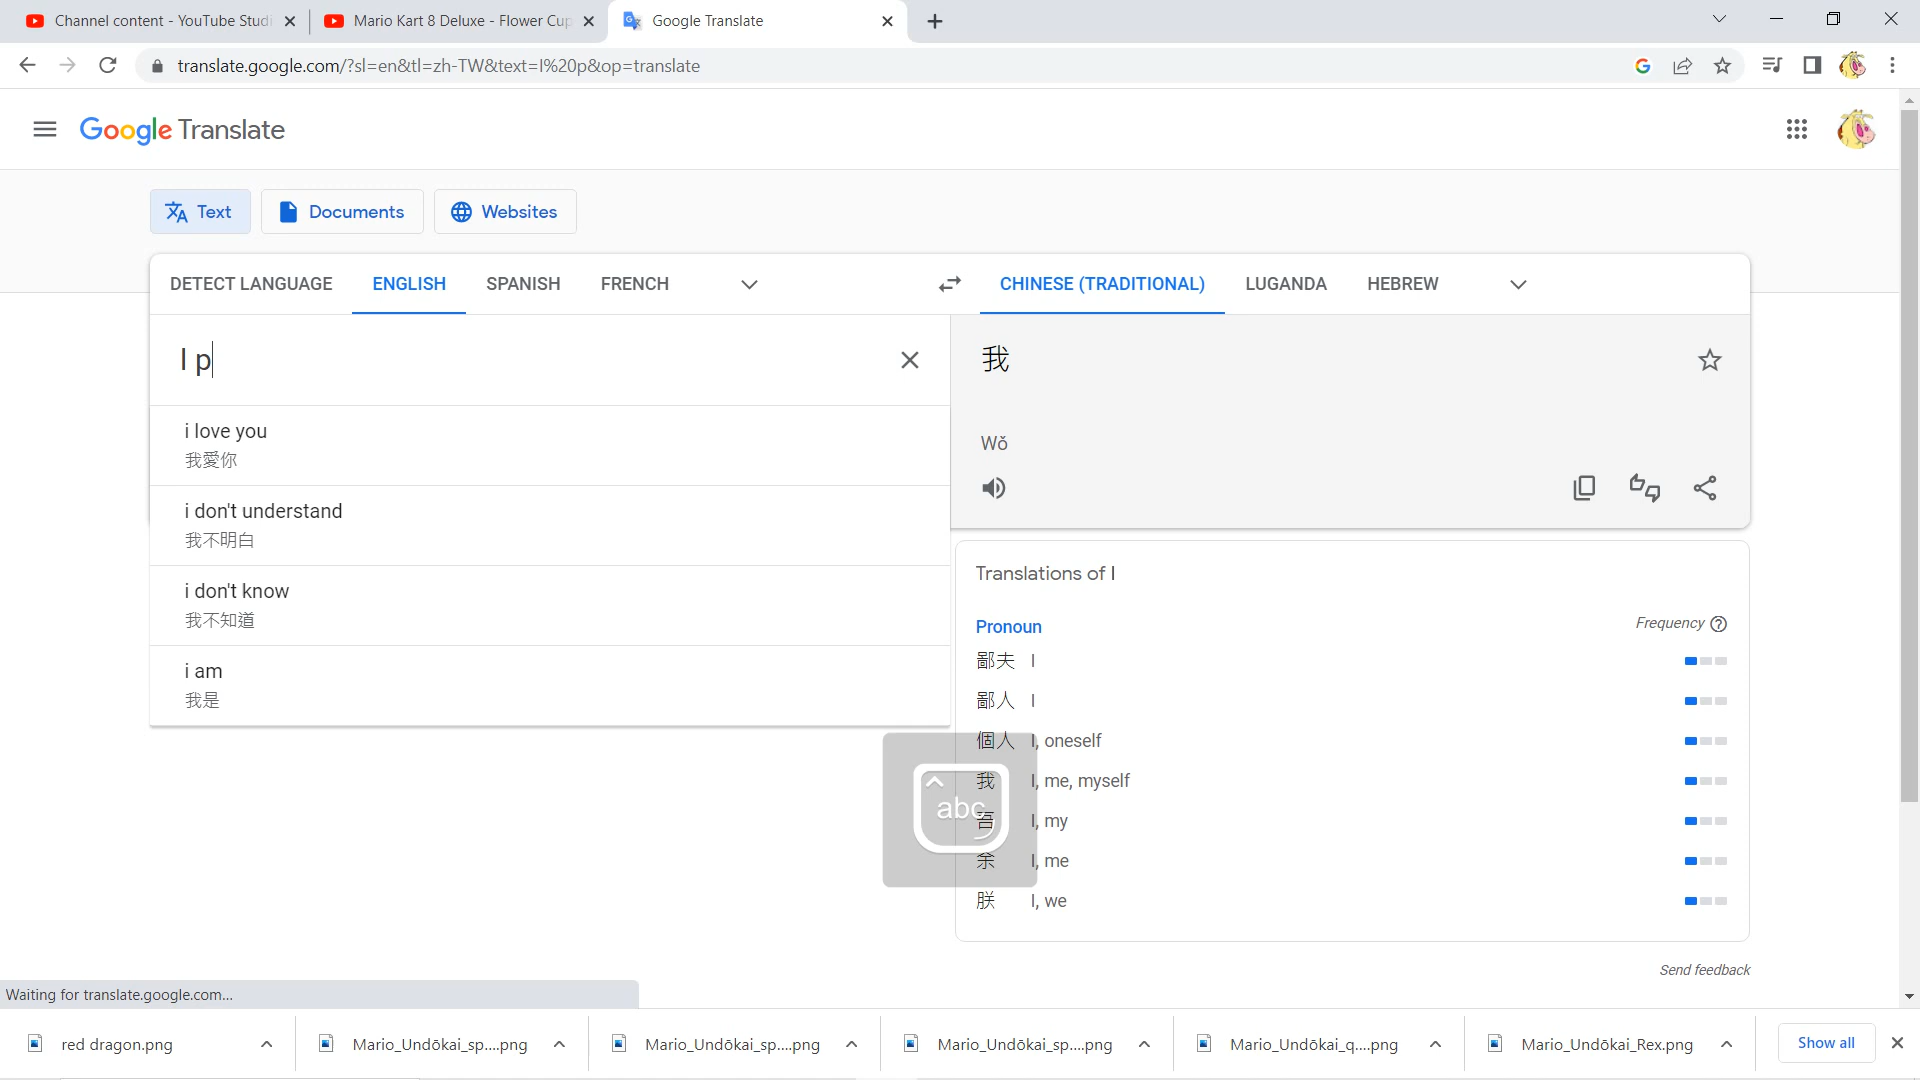 Channel content - YouTube Studi
Mario Kart 8 Deluxe - Flower Cup
Google Translate
translate.google.com/?sl=en&tl=zh-TW&text=I%20p&op=translate
Google Translate
Text
Documents
Websites
DETECT LANGUAGE
ENGLISH
SPANISH
FRENCH
CHINESE (TRADITIONAL)
LUGANDA
HEBREW
I p
我
i love you
我愛你
Wǒ
i don't understand
我不明白
i don't know
我不知道
i am
我是
Translations of I
Pronoun
Frequency
鄙夫 I
鄙人 I
個人 I, oneself
我 I, me, myself
吾 I, my
余 I, me
朕 I, we
abc
Send feedback
Waiting for translate.google.com...
red dragon.png
Mario_Undōkai_sp....png
Mario_Undōkai_sp....png
Mario_Undōkai_sp....png
Mario_Undōkai_q....png
Mario_Undōkai_Rex.png
Show all